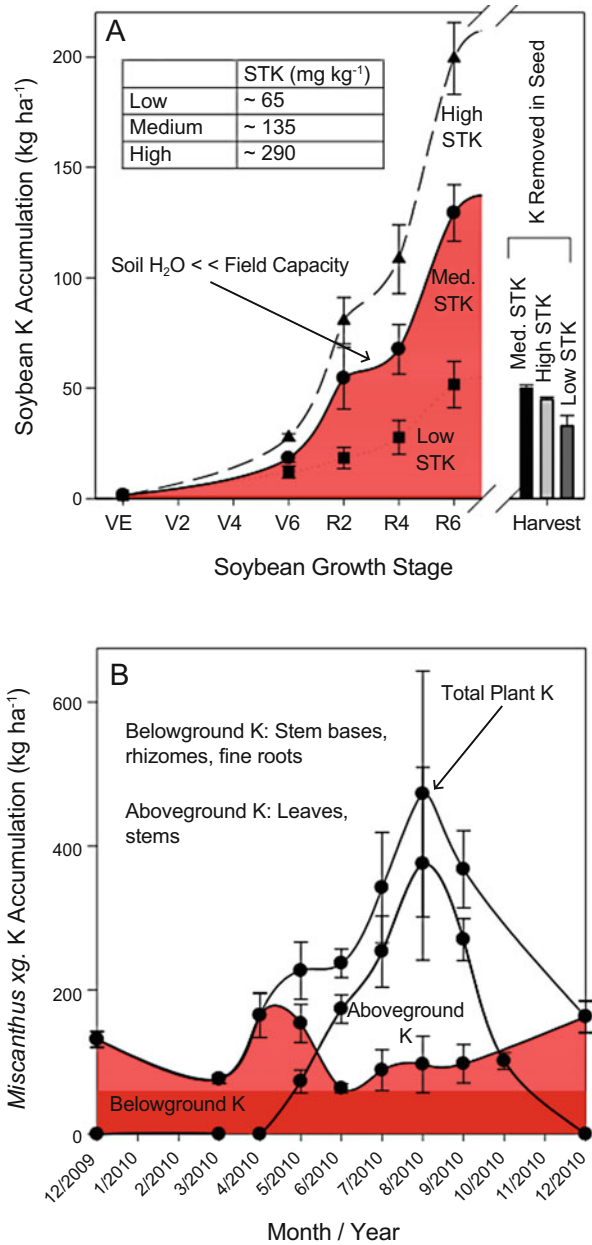 A
200
150
100
50
0
Soybean K Accumulation (kg ha⁻¹)
STK (mg kg⁻¹)
Low ~ 65
Medium ~ 135
High ~ 290
High
STK
Soil H₂O << Field Capacity
Med.
STK
Low
STK
K Removed in Seed
Med. STK
High STK
Low STK
VE V2 V4 V6 R2 R4 R6 Harvest
Soybean Growth Stage
B
600
400
200
0
Miscanthus xg. K Accumulation (kg ha⁻¹)
Total Plant K
Belowground K: Stem bases,
rhizomes, fine roots
Aboveground K: Leaves,
stems
Aboveground
K
Belowground K
12/2009 1/2010 2/2010 3/2010 4/2010 5/2010 6/2010 7/2010 8/2010 9/2010 10/2010 11/2010 12/2010
Month / Year